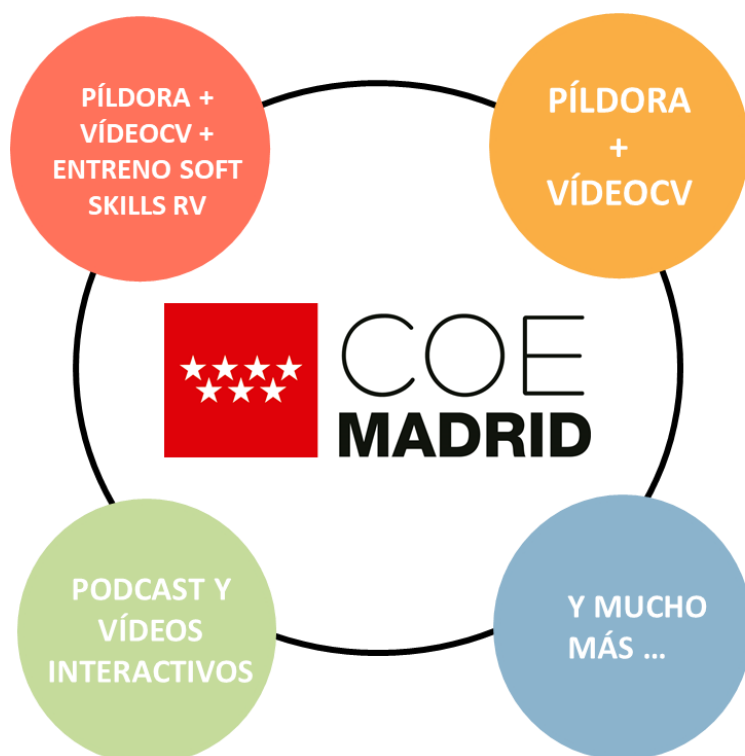 PÍLDORA +
VÍDEOCV +
ENTRENO SOFT
SKILLS RV
PÍLDORA
+
VÍDEOCV
COE
MADRID
PODCAST Y
VÍDEOS
INTERACTIVOS
Y MUCHO
MÁS ...